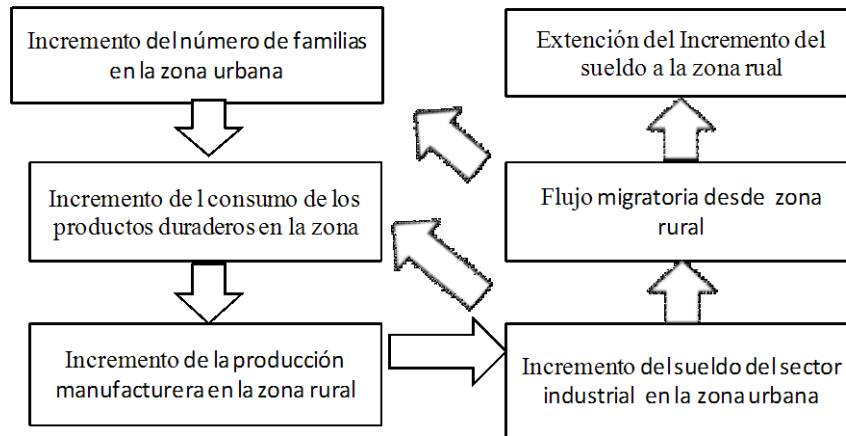 Incremento del número de familias
en la zona urbana
Incremento de l consumo de los
productos duraderos en la zona
Incremento de la producción
manufacturera en la zona rural
Extención del Incremento del
sueldo a la zona rual
Flujo migratoria desde zona
rural
Incremento del sueldo del sector
industrial en la zona urbana